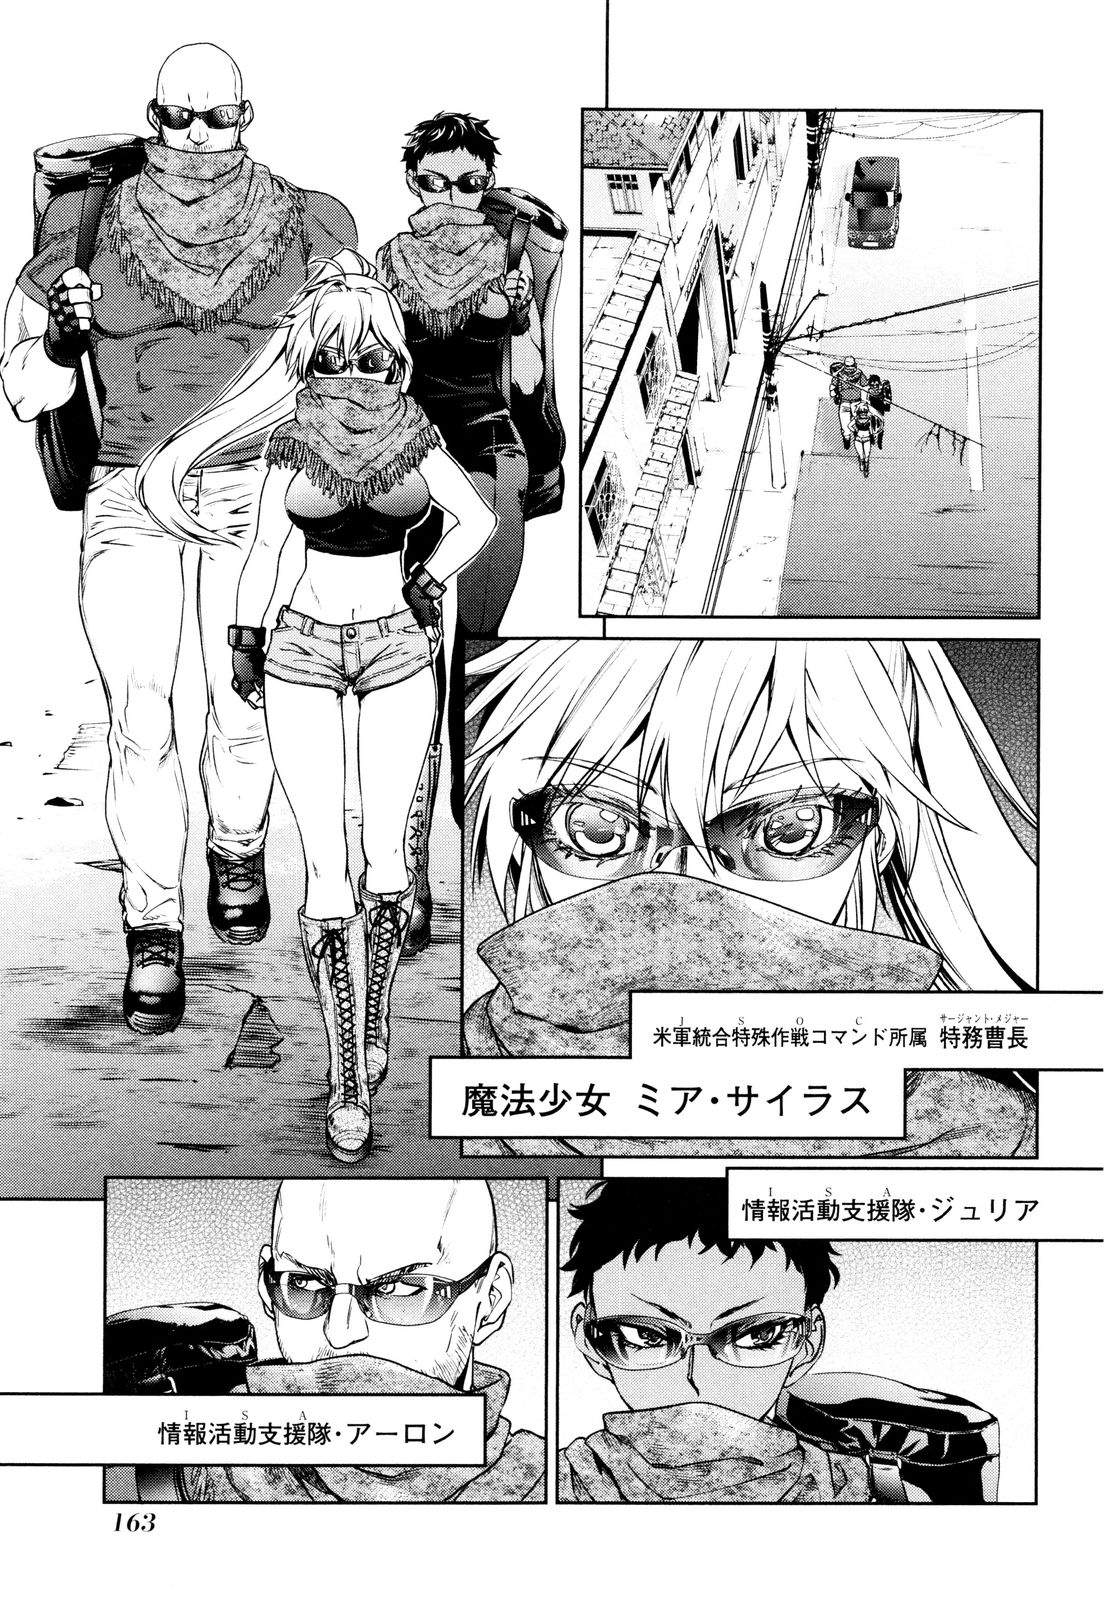 JSOC サージャント・メジャー
米軍統合特殊作戦コマンド所属 特務曹長
魔法少女 ミア・サイラス
ISA
情報活動支援隊・ジュリア
ISA
情報活動支援隊・アーロン
163